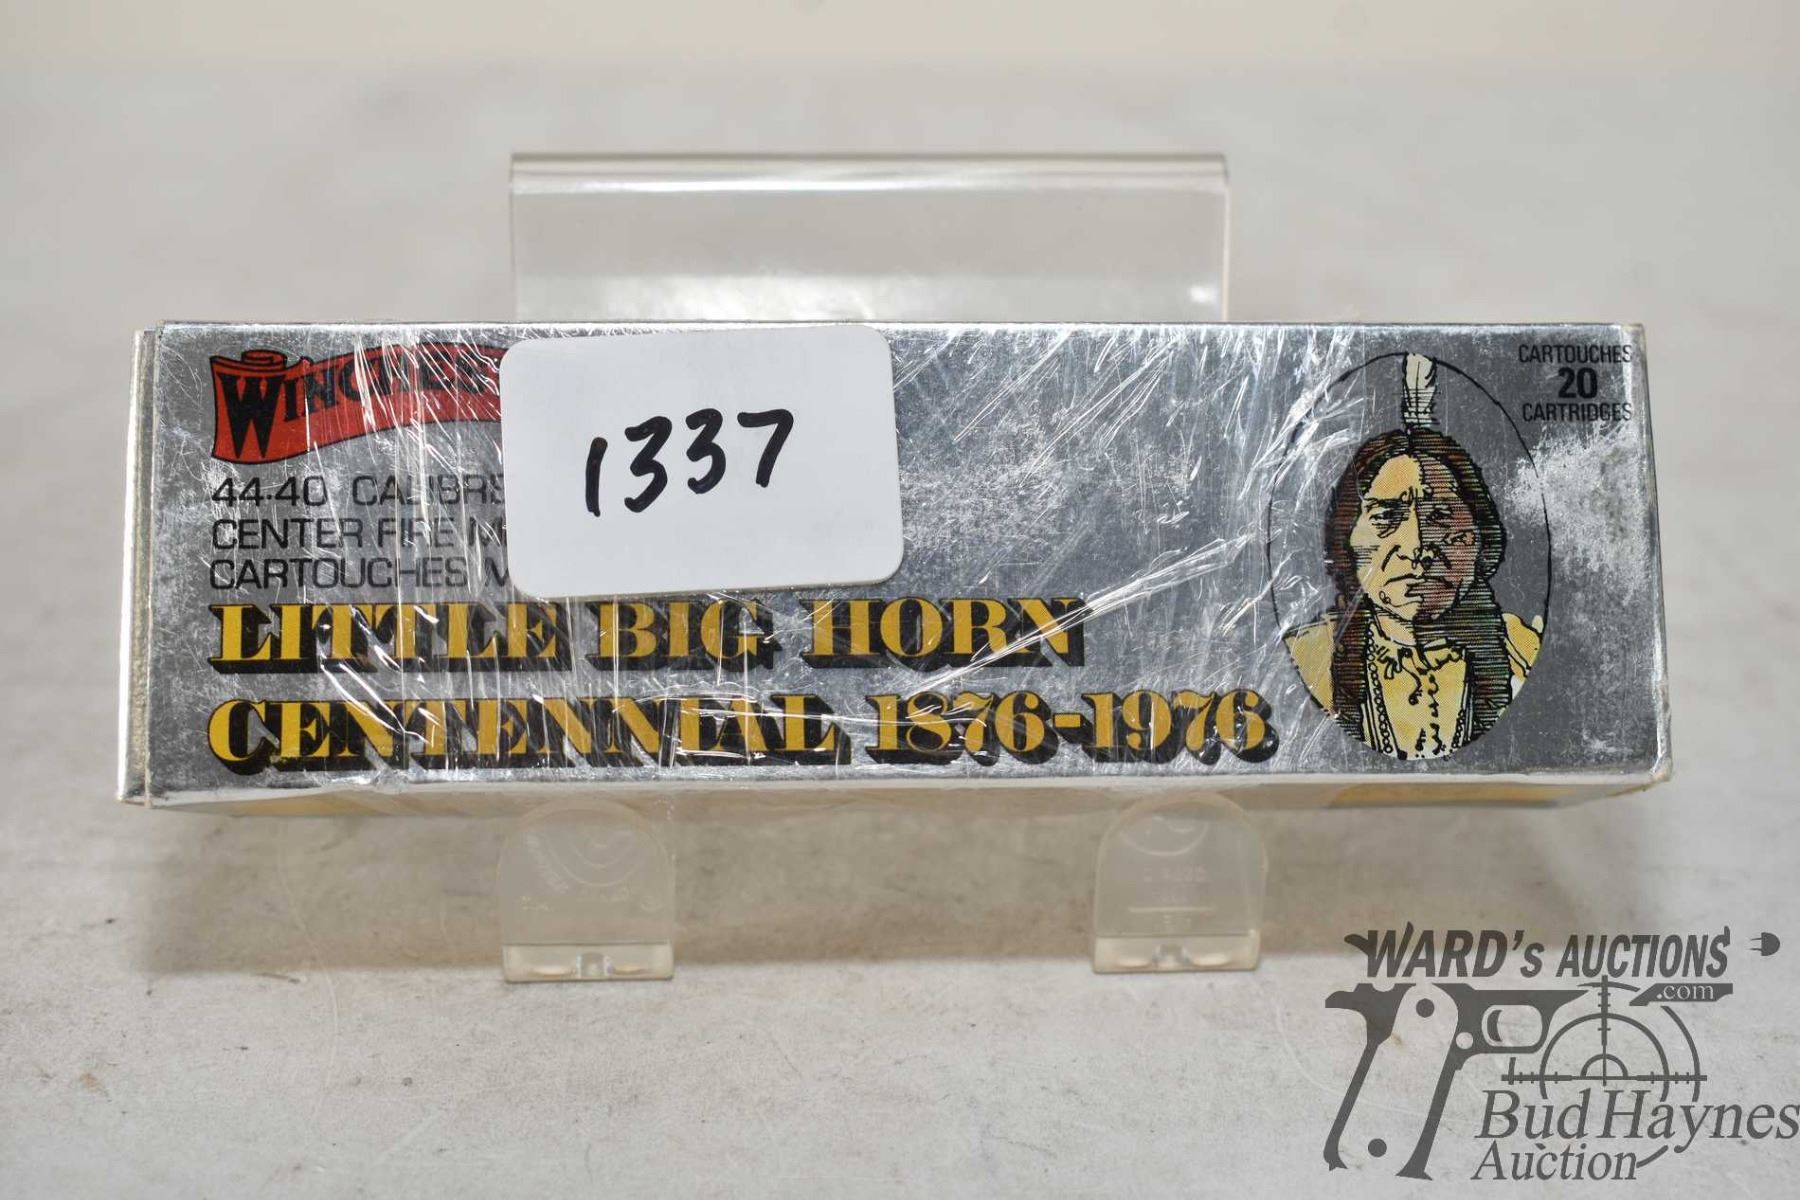 WINCHES
1337
44-40 CALIBRE
CENTER FIRE
CARTOUCHES
LITTLE BIG HORN
CENTENNIAL 1876-1976
CARTOUCHES
20
CARTRIDGES
WARD's AUCTIONS
.com
Bud Haynes
Auction